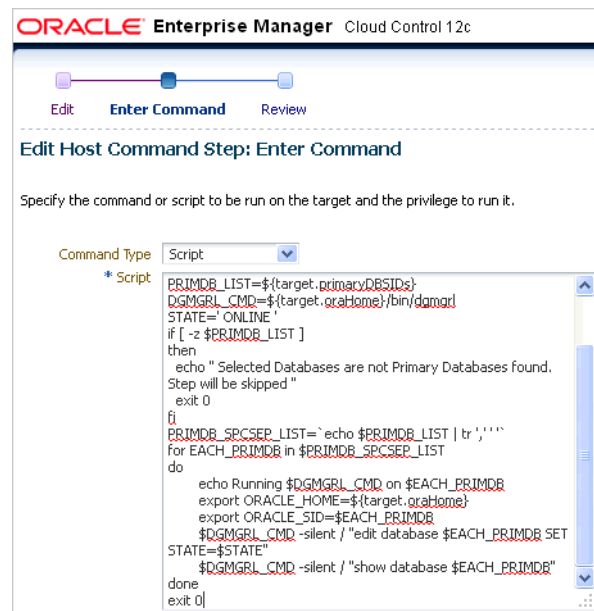 ORACLE Enterprise Manager Cloud Control 12c
Edit Enter Command Review
Edit Host Command Step: Enter Command
Specify the command or script to be run on the target and the privilege to run it.
Command Type Script
* Script
PRIMDB_LIST=${target.primaryDBSIDs}
DGMGRL_CMD=${target.oraHome}/bin/dgmgrl
STATE=' ONLINE '
if [ -z $PRIMDB_LIST ]
then
echo " Selected Databases are not Primary Databases found.
Step will be skipped "
exit 0
fi
PRIMDB_SPCSEP_LIST=`echo $PRIMDB_LIST | tr ',' ' '`
for EACH_PRIMDB in $PRIMDB_SPCSEP_LIST
do
echo Running $DGMGRL_CMD on $EACH_PRIMDB
export ORACLE_HOME=${target.oraHome}
export ORACLE_SID=$EACH_PRIMDB
$DGMGRL_CMD -silent / "edit database $EACH_PRIMDB SET
STATE=$STATE"
$DGMGRL_CMD -silent / "show database $EACH_PRIMDB"
done
exit 0